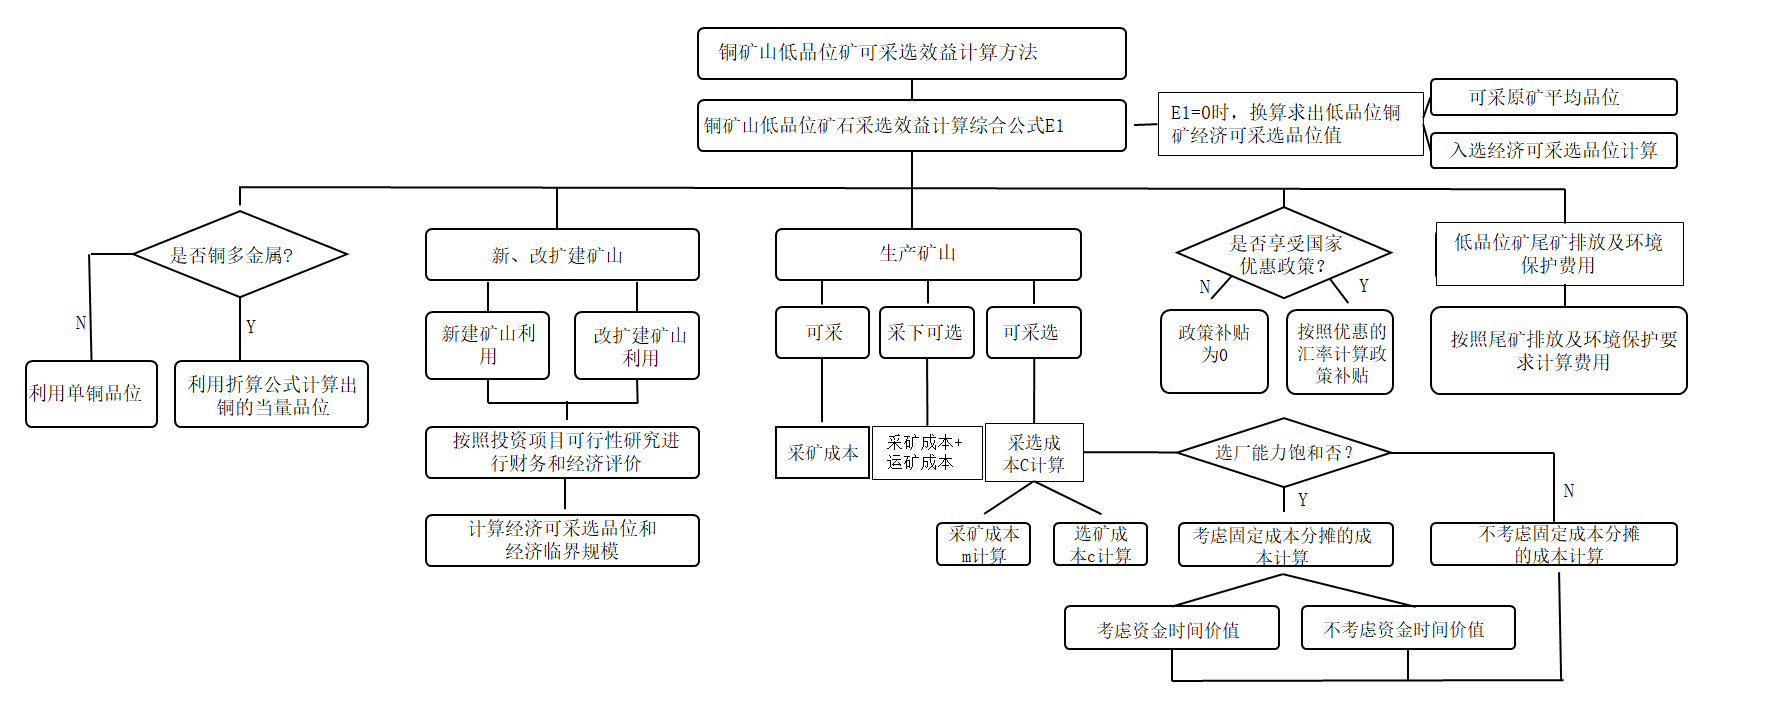 铜矿山低品位矿可采选效益计算方法
铜矿山低品位矿石采选效益计算综合公式E1
E1=0时，换算求出低品位铜
矿经济可采选品位值
可采原矿平均品位
入选经济可采选品位计算
是否铜多金属?
N
Y
利用单铜品位
利用折算公式计算出
铜的当量品位
新、改扩建矿山
新建矿山利
用
改扩建矿山
利用
按照投资项目可行性研究进
行财务和经济评价
计算经济可采选品位和
经济临界规模
生产矿山
可采
采下可选
可采选
采矿成本
采矿成本+
运矿成本
采选成
本C计算
采矿成本
m计算
选矿成
本c计算
是否享受国家
优惠政策?
N
Y
政策补贴
为0
按照优惠的
汇率计算政
策补贴
低品位矿尾矿排放及环境
保护费用
按照尾矿排放及环境保护要
求计算费用
选厂能力饱和否?
Y
N
考虑固定成本分摊的成
本计算
不考虑固定成本分摊
的成本计算
考虑资金时间价值
不考虑资金时间价值